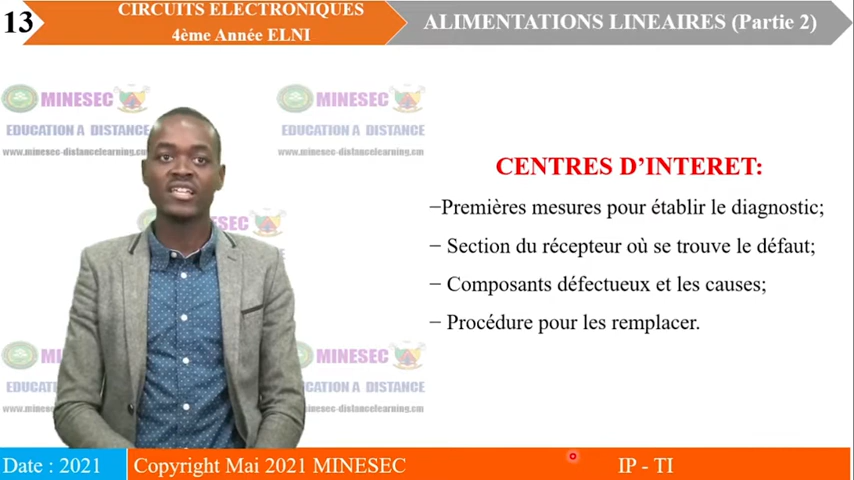 13
CIRCUITS ELECTRONIQUES
4ème Année ELNI
ALIMENTATIONS LINEAIRES (Partie 2)
MINESEC
EDUCATION A DISTANCE
www.minesec-distancelearning.cm
MINESEC
EDUCATION A DISTANCE
www.minesec-distancelearning.cm
CENTRES D’INTERET:
−Premières mesures pour établir le diagnostic;
− Section du récepteur où se trouve le défaut;
− Composants défectueux et les causes;
− Procédure pour les remplacer.
MINESEC
Date : 2021
Copyright Mai 2021 MINESEC
IP - TI